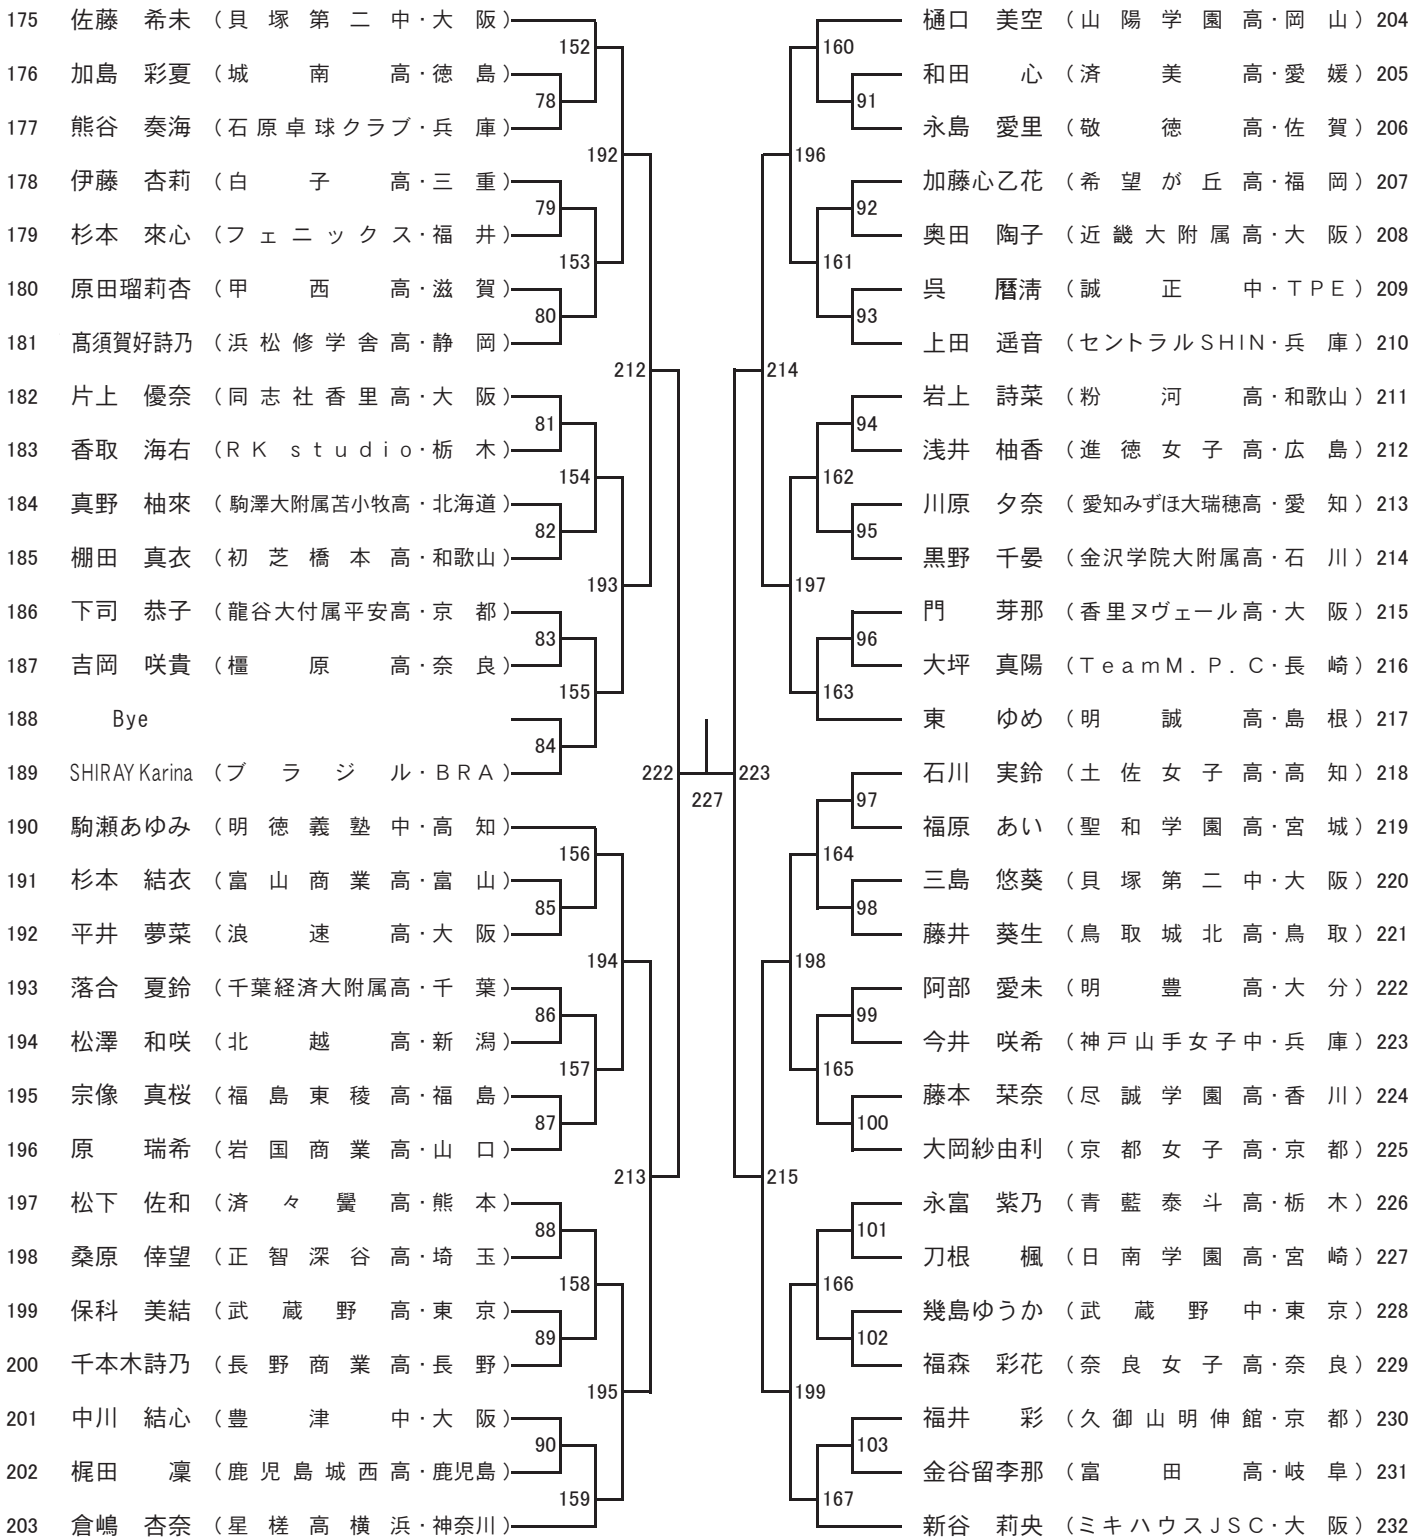 175 佐藤 希未 (貝塚第二中・大阪)
152
176 加島 彩夏 (城南高・徳島)
78
177 熊谷 奏海 (石原卓球クラブ・兵庫)
192
178 伊藤 杏莉 (白子高・三重)
79
179 杉本 來心 (フェニックス・福井)
153
180 原田瑠莉杏 (甲西高・滋賀)
80
181 髙須賀好詩乃 (浜松修学舎高・静岡)
212
182 片上 優奈 (同志社香里高・大阪)
81
183 香取 海右 (RK studio・栃木)
154
184 真野 柚來 (駒澤大附属苫小牧高・北海道)
82
185 棚田 真衣 (初芝橋本高・和歌山)
193
186 下司 恭子 (龍谷大付属平安高・京都)
83
187 吉岡 咲貴 (橿原高・奈良)
155
188 Bye
84
189 SHIRAY Karina (ブラジル・BRA)
222
190 駒瀬あゆみ (明徳義塾中・高知)
156
191 杉本 結衣 (富山商業高・富山)
85
192 平井 夢菜 (浪速高・大阪)
194
193 落合 夏鈴 (千葉経済大附属高・千葉)
86
194 松澤 和咲 (北越高・新潟)
157
195 宗像 真桜 (福島東稜高・福島)
87
196 原 瑞希 (岩国商業高・山口)
213
197 松下 佐和 (済々黌高・熊本)
88
198 桑原 倖望 (正智深谷高・埼玉)
158
199 保科 美結 (武蔵野高・東京)
89
200 千本木詩乃 (長野商業高・長野)
195
201 中川 結心 (豊津中・大阪)
90
202 梶田 凜 (鹿児島城西高・鹿児島)
159
203 倉嶋 杏奈 (星槎高横浜・神奈川)
227
樋口 美空 (山陽学園高・岡山) 204
160
和田 心 (済美高・愛媛) 205
91
永島 愛里 (敬徳高・佐賀) 206
196
加藤心乙花 (希望が丘高・福岡) 207
92
奥田 陶子 (近畿大附属高・大阪) 208
161
呉 曆淸 (誠正中・TPE) 209
93
上田 遥音 (セントラルSHIN・兵庫) 210
214
岩上 詩菜 (粉河高・和歌山) 211
94
浅井 柚香 (進徳女子高・広島) 212
162
川原 夕奈 (愛知みずほ大瑞穂高・愛知) 213
95
黒野 千晏 (金沢学院大附属高・石川) 214
197
門 芽那 (香里ヌヴェール高・大阪) 215
96
大坪 真陽 (TeamM.P.C・長崎) 216
163
東 ゆめ (明誠高・島根) 217
223
石川 実鈴 (土佐女子高・高知) 218
97
福原 あい (聖和学園高・宮城) 219
164
三島 悠葵 (貝塚第二中・大阪) 220
98
藤井 葵生 (鳥取城北高・鳥取) 221
198
阿部 愛未 (明豊高・大分) 222
99
今井 咲希 (神戸山手女子中・兵庫) 223
165
藤本 栞奈 (尽誠学園高・香川) 224
100
大岡紗由利 (京都女子高・京都) 225
215
永富 紫乃 (青藍泰斗高・栃木) 226
101
刀根 楓 (日南学園高・宮崎) 227
166
幾島ゆうか (武蔵野中・東京) 228
102
福森 彩花 (奈良女子高・奈良) 229
199
福井 彩 (久御山明伸館・京都) 230
103
金谷留李那 (富田高・岐阜) 231
167
新谷 莉央 (ミキハウスJSC・大阪) 232